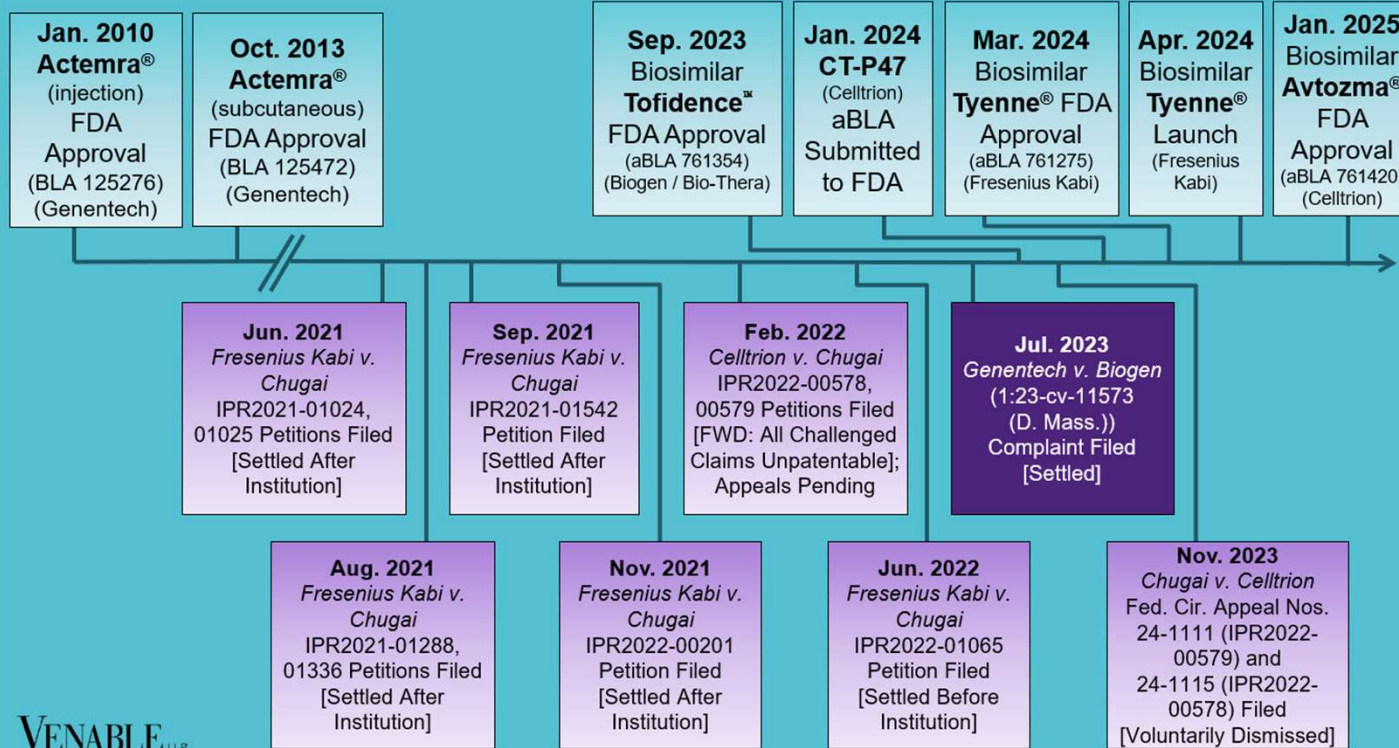 Jan. 2010
Actemra®
(injection)
FDA
Approval
(BLA 125276)
(Genentech)
Oct. 2013
Actemra®
(subcutaneous)
FDA Approval
(BLA 125472)
(Genentech)
Sep. 2023
Biosimilar
Tofidence™
FDA Approval
(aBLA 761354)
(Biogen / Bio-Thera)
Jan. 2024
CT-P47
(Celltrion)
aBLA
Submitted
to FDA
Mar. 2024
Biosimilar
Tyenne® FDA
Approval
(aBLA 761275)
(Fresenius Kabi)
Apr. 2024
Biosimilar
Tyenne®
Launch
(Fresenius
Kabi)
Jan. 2025
Biosimilar
Avtozma®
FDA
Approval
(aBLA 761420
(Celltrion)
Jun. 2021
Fresenius Kabi v.
Chugai
IPR2021-01024,
01025 Petitions Filed
[Settled After
Institution]
Sep. 2021
Fresenius Kabi v.
Chugai
IPR2021-01542
Petition Filed
[Settled After
Institution]
Feb. 2022
Celltrion v. Chugai
IPR2022-00578,
00579 Petitions Filed
[FWD: All Challenged
Claims Unpatentable];
Appeals Pending
Jul. 2023
Genentech v. Biogen
(1:23-cv-11573
(D. Mass.))
Complaint Filed
[Settled]
Aug. 2021
Fresenius Kabi v.
Chugai
IPR2021-01288,
01336 Petitions Filed
[Settled After
Institution]
Nov. 2021
Fresenius Kabi v.
Chugai
IPR2022-00201
Petition Filed
[Settled After
Institution]
Jun. 2022
Fresenius Kabi v.
Chugai
IPR2022-01065
Petition Filed
[Settled Before
Institution]
Nov. 2023
Chugai v. Celltrion
Fed. Cir. Appeal Nos.
24-1111 (IPR2022-
00579) and
24-1115 (IPR2022-
00578) Filed
[Voluntarily Dismissed]
VENABLE LLP